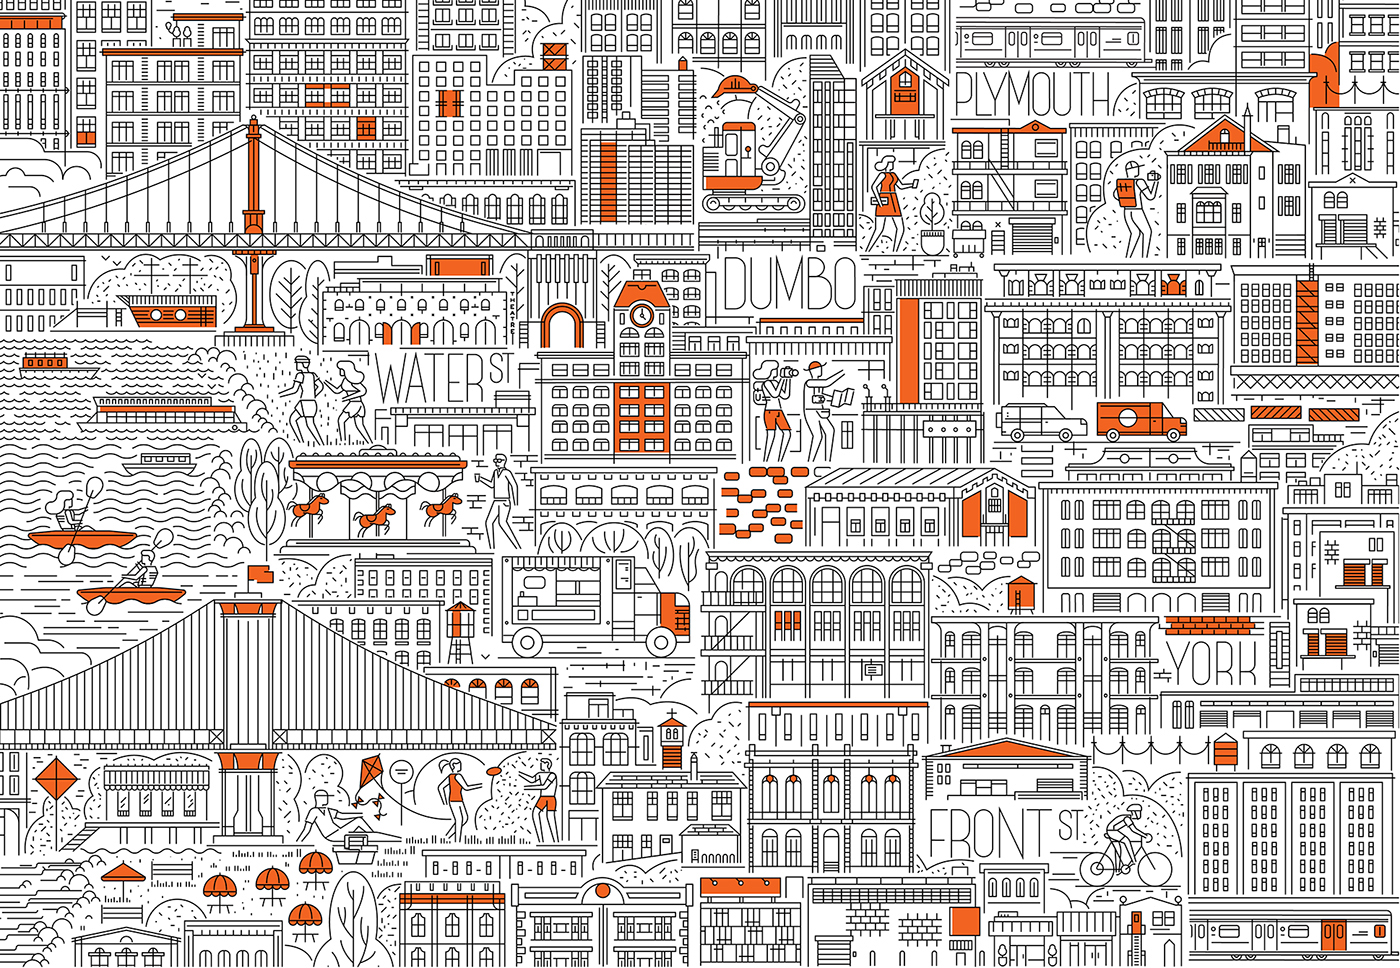 PLYMOUTH
DUMBO
THEATRE
WATER ST
YORK
FRONT ST